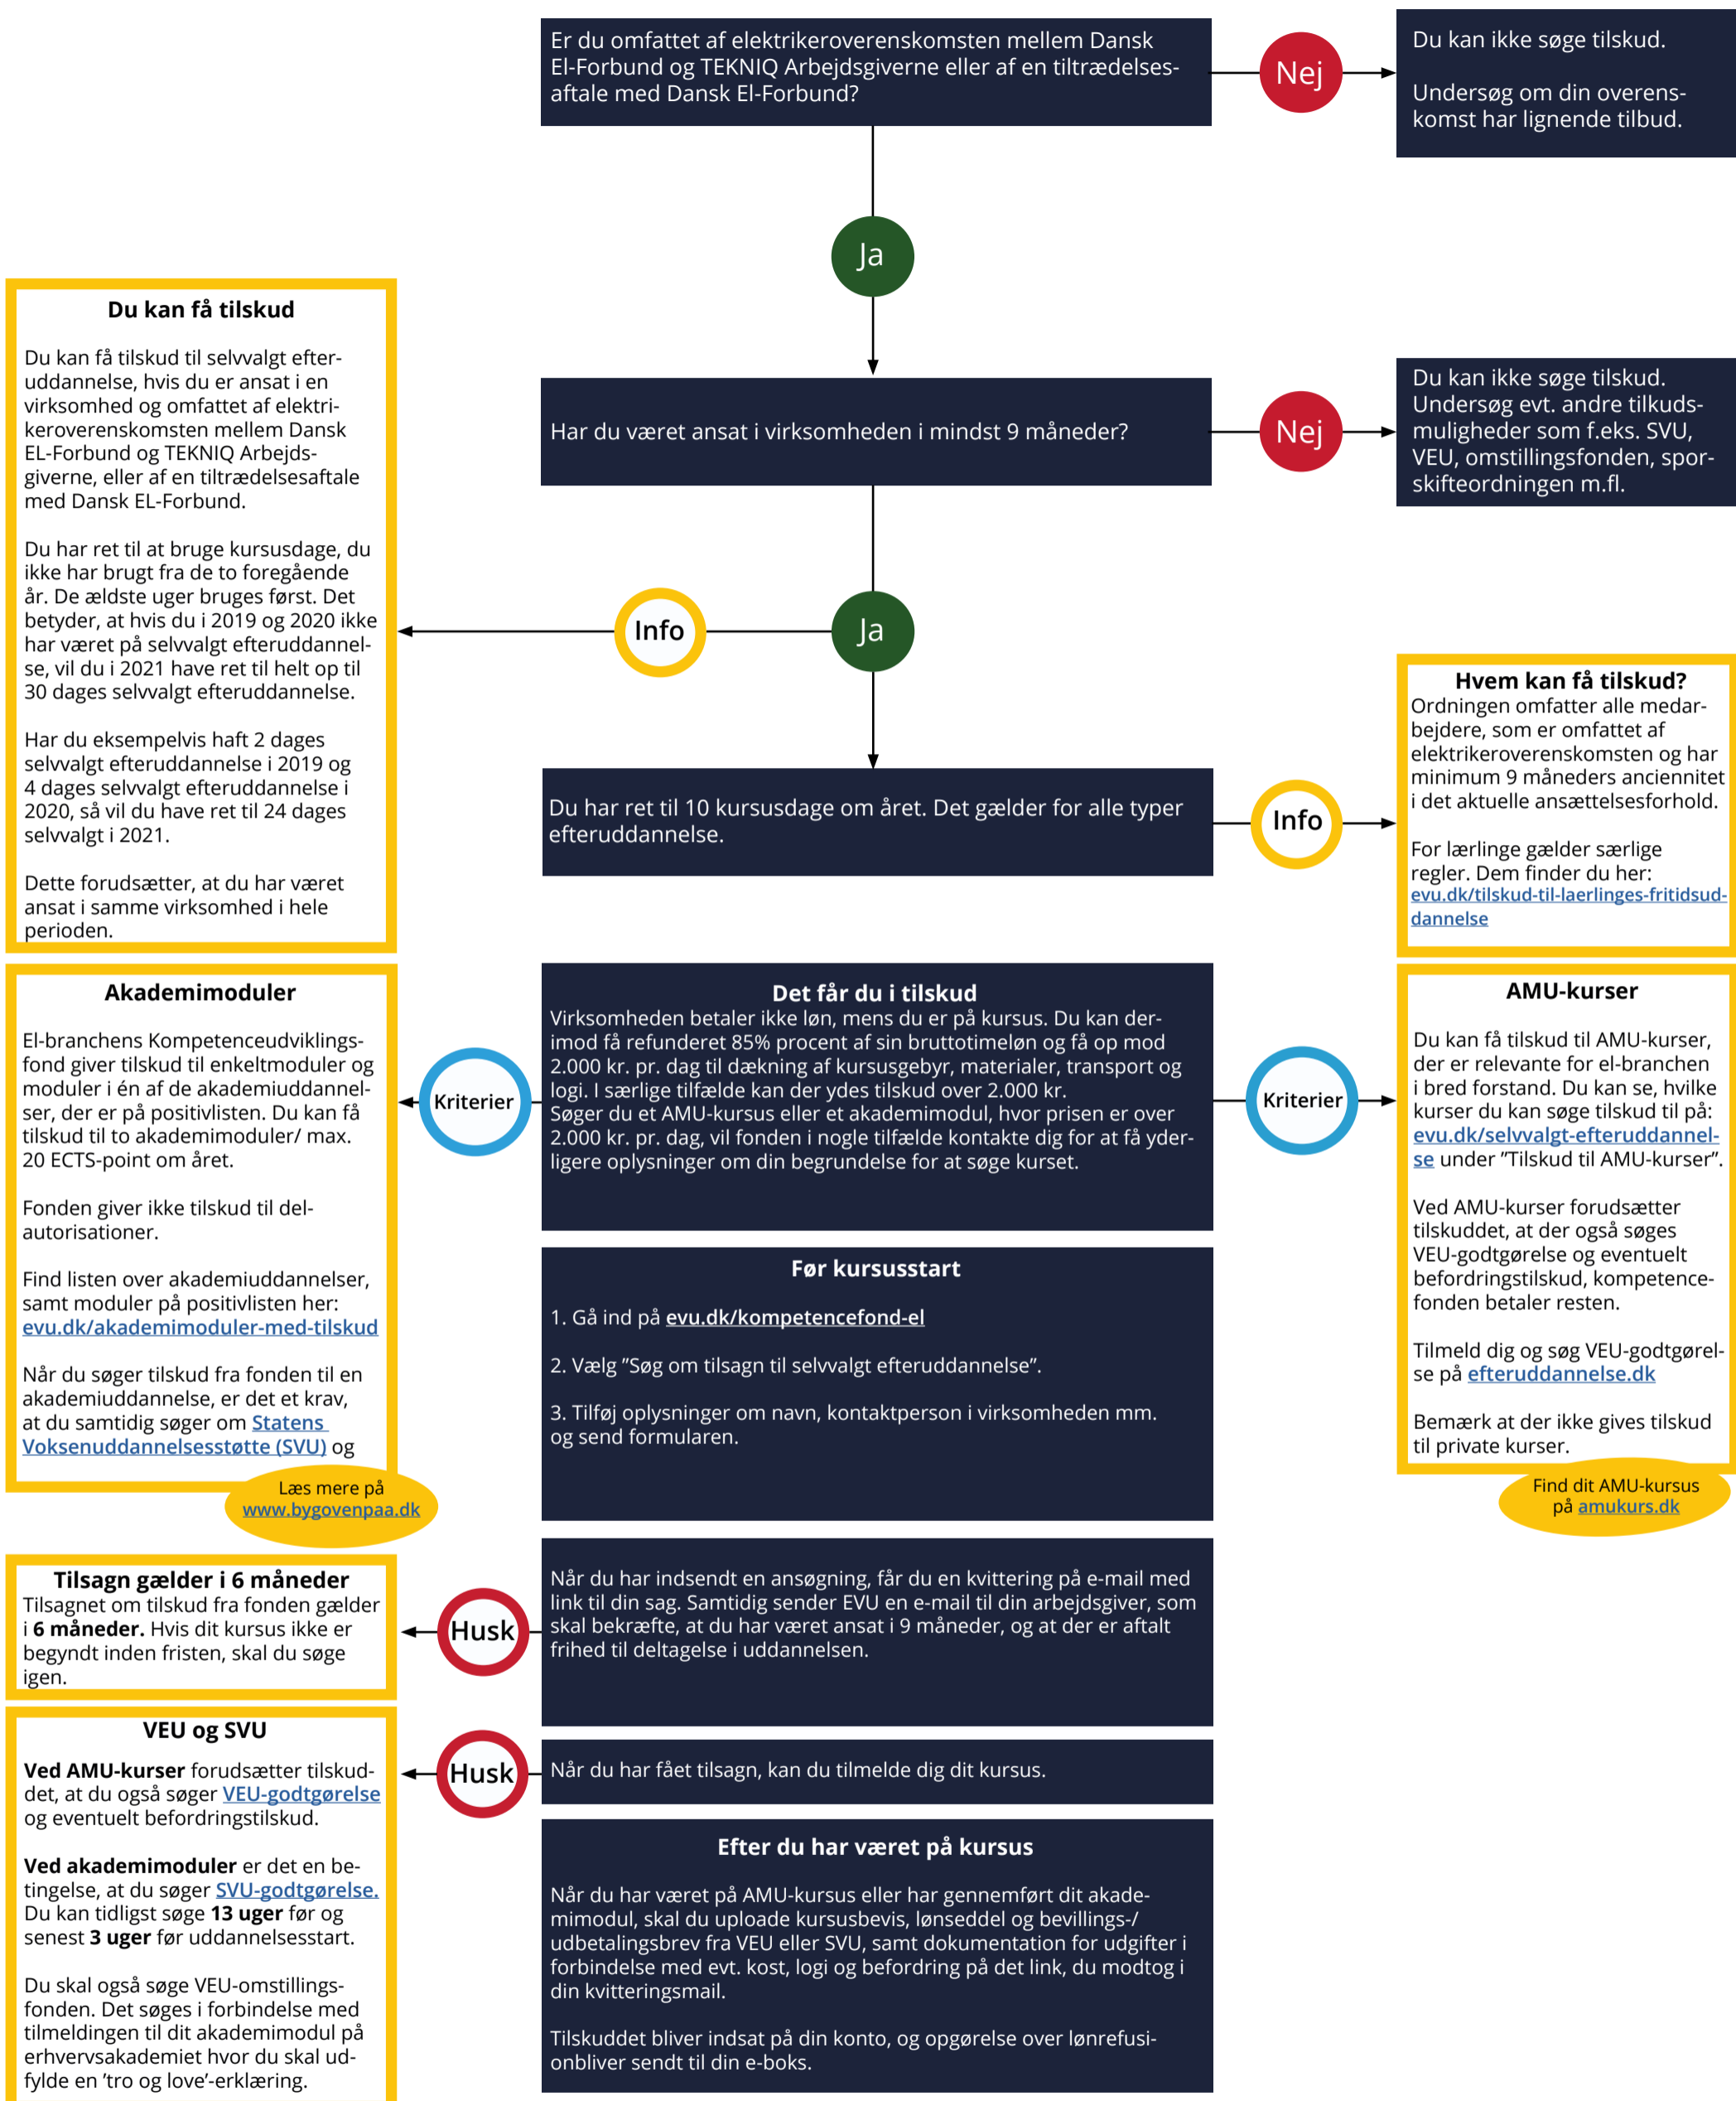 Er du omfattet af elektrikeroverenskomsten mellem Dansk
El-Forbund og TEKNIQ Arbejdsgiverne eller af en tiltrædelses-
aftale med Dansk El-Forbund?
Nej
Du kan ikke søge tilskud.
Undersøg om din overens-
komst har lignende tilbud.
Ja
Har du været ansat i virksomheden i mindst 9 måneder?
Nej
Du kan ikke søge tilskud.
Undersøg evt. andre tilkuds-
muligheder som f.eks. SVU,
VEU, omstillingsfonden, spor-
skifteordningen m.fl.
Ja
Info
Du kan få tilskud
Du kan få tilskud til selvvalgt efter-
uddannelse, hvis du er ansat i en
virksomhed og omfattet af elektri-
keroverenskomsten mellem Dansk
EL-Forbund og TEKNIQ Arbejds-
giverne, eller af en tiltrædelsesaftale
med Dansk EL-Forbund.
Du har ret til at bruge kursusdage, du
ikke har brugt fra de to foregående
år. De ældste uger bruges først. Det
betyder, at hvis du i 2019 og 2020 ikke
har været på selvvalgt efteruddannel-
se, vil du i 2021 have ret til helt op til
30 dages selvvalgt efteruddannelse.
Har du eksempelvis haft 2 dages
selvvalgt efteruddannelse i 2019 og
4 dages selvvalgt efteruddannelse i
2020, så vil du have ret til 24 dages
selvvalgt i 2021.
Dette forudsætter, at du har været
ansat i samme virksomhed i hele
perioden.
Du har ret til 10 kursusdage om året. Det gælder for alle typer
efteruddannelse.
Info
Hvem kan få tilskud?
Ordningen omfatter alle medar-
bejdere, som er omfattet af
elektrikeroverenskomsten og har
minimum 9 måneders anciennitet
i det aktuelle ansættelsesforhold.
For lærlinge gælder særlige
regler. Dem finder du her:
evu.dk/tilskud-til-laerlinges-fritidsud-
dannelse
Det får du i tilskud
Virksomheden betaler ikke løn, mens du er på kursus. Du kan der-
imod få refunderet 85% procent af sin bruttotimeløn og få op mod
2.000 kr. pr. dag til dækning af kursusgebyr, materialer, transport og
logi. I særlige tilfælde kan der ydes tilskud over 2.000 kr.
Søger du et AMU-kursus eller et akademimodul, hvor prisen er over
2.000 kr. pr. dag, vil fonden i nogle tilfælde kontakte dig for at få yder-
ligere oplysninger om din begrundelse for at søge kurset.
Kriterier
Akademimoduler
El-branchens Kompetenceudviklings-
fond giver tilskud til enkeltmoduler og
moduler i én af de akademiuddannel-
ser, der er på positivlisten. Du kan få
tilskud til to akademimoduler/ max.
20 ECTS-point om året.
Fonden giver ikke tilskud til del-
autorisationer.
Find listen over akademiuddannelser,
samt moduler på positivlisten her:
evu.dk/akademimoduler-med-tilskud
Når du søger tilskud fra fonden til en
akademiuddannelse, er det et krav,
at du samtidig søger om Statens
Voksenuddannelsesstøtte (SVU) og
Læs mere på
www.bygovenpaa.dk
Kriterier
AMU-kurser
Du kan få tilskud til AMU-kurser,
der er relevante for el-branchen
i bred forstand. Du kan se, hvilke
kurser du kan søge tilskud til på:
evu.dk/selvvalgt-efteruddannel-
se under ”Tilskud til AMU-kurser”.
Ved AMU-kurser forudsætter
tilskuddet, at der også søges
VEU-godtgørelse og eventuelt
befordringstilskud, kompetence-
fonden betaler resten.
Tilmeld dig og søg VEU-godtgørel-
se på efteruddannelse.dk
Bemærk at der ikke gives tilskud
til private kurser.
Find dit AMU-kursus
på amukurs.dk
Før kursusstart
1. Gå ind på evu.dk/kompetencefond-el
2. Vælg ”Søg om tilsagn til selvvalgt efteruddannelse”.
3. Tilføj oplysninger om navn, kontaktperson i virksomheden mm.
og send formularen.
Når du har indsendt en ansøgning, får du en kvittering på e-mail med
link til din sag. Samtidig sender EVU en e-mail til din arbejdsgiver, som
skal bekræfte, at du har været ansat i 9 måneder, og at der er aftalt
frihed til deltagelse i uddannelsen.
Husk
Tilsagn gælder i 6 måneder
Tilsagnet om tilskud fra fonden gælder
i 6 måneder. Hvis dit kursus ikke er
begyndt inden fristen, skal du søge
igen.
Når du har fået tilsagn, kan du tilmelde dig dit kursus.
Husk
VEU og SVU
Ved AMU-kurser forudsætter tilskud-
det, at du også søger VEU-godtgørelse
og eventuelt befordringstilskud.
Ved akademimoduler er det en be-
tingelse, at du søger SVU-godtgørelse.
Du kan tidligst søge 13 uger før og
senest 3 uger før uddannelsesstart.
Du skal også søge VEU-omstillings-
fonden. Det søges i forbindelse med
tilmeldingen til dit akademimodul på
erhvervsakademiet hvor du skal ud-
fylde en ’tro og love’-erklæring.
Efter du har været på kursus
Når du har været på AMU-kursus eller har gennemført dit akade-
mimodul, skal du uploade kursusbevis, lønseddel og bevillings-/
udbetalingsbrev fra VEU eller SVU, samt dokumentation for udgifter i
forbindelse med evt. kost, logi og befordring på det link, du modtog i
din kvitteringsmail.
Tilskuddet bliver indsat på din konto, og opgørelse over lønrefusi-
onbliver sendt til din e-boks.